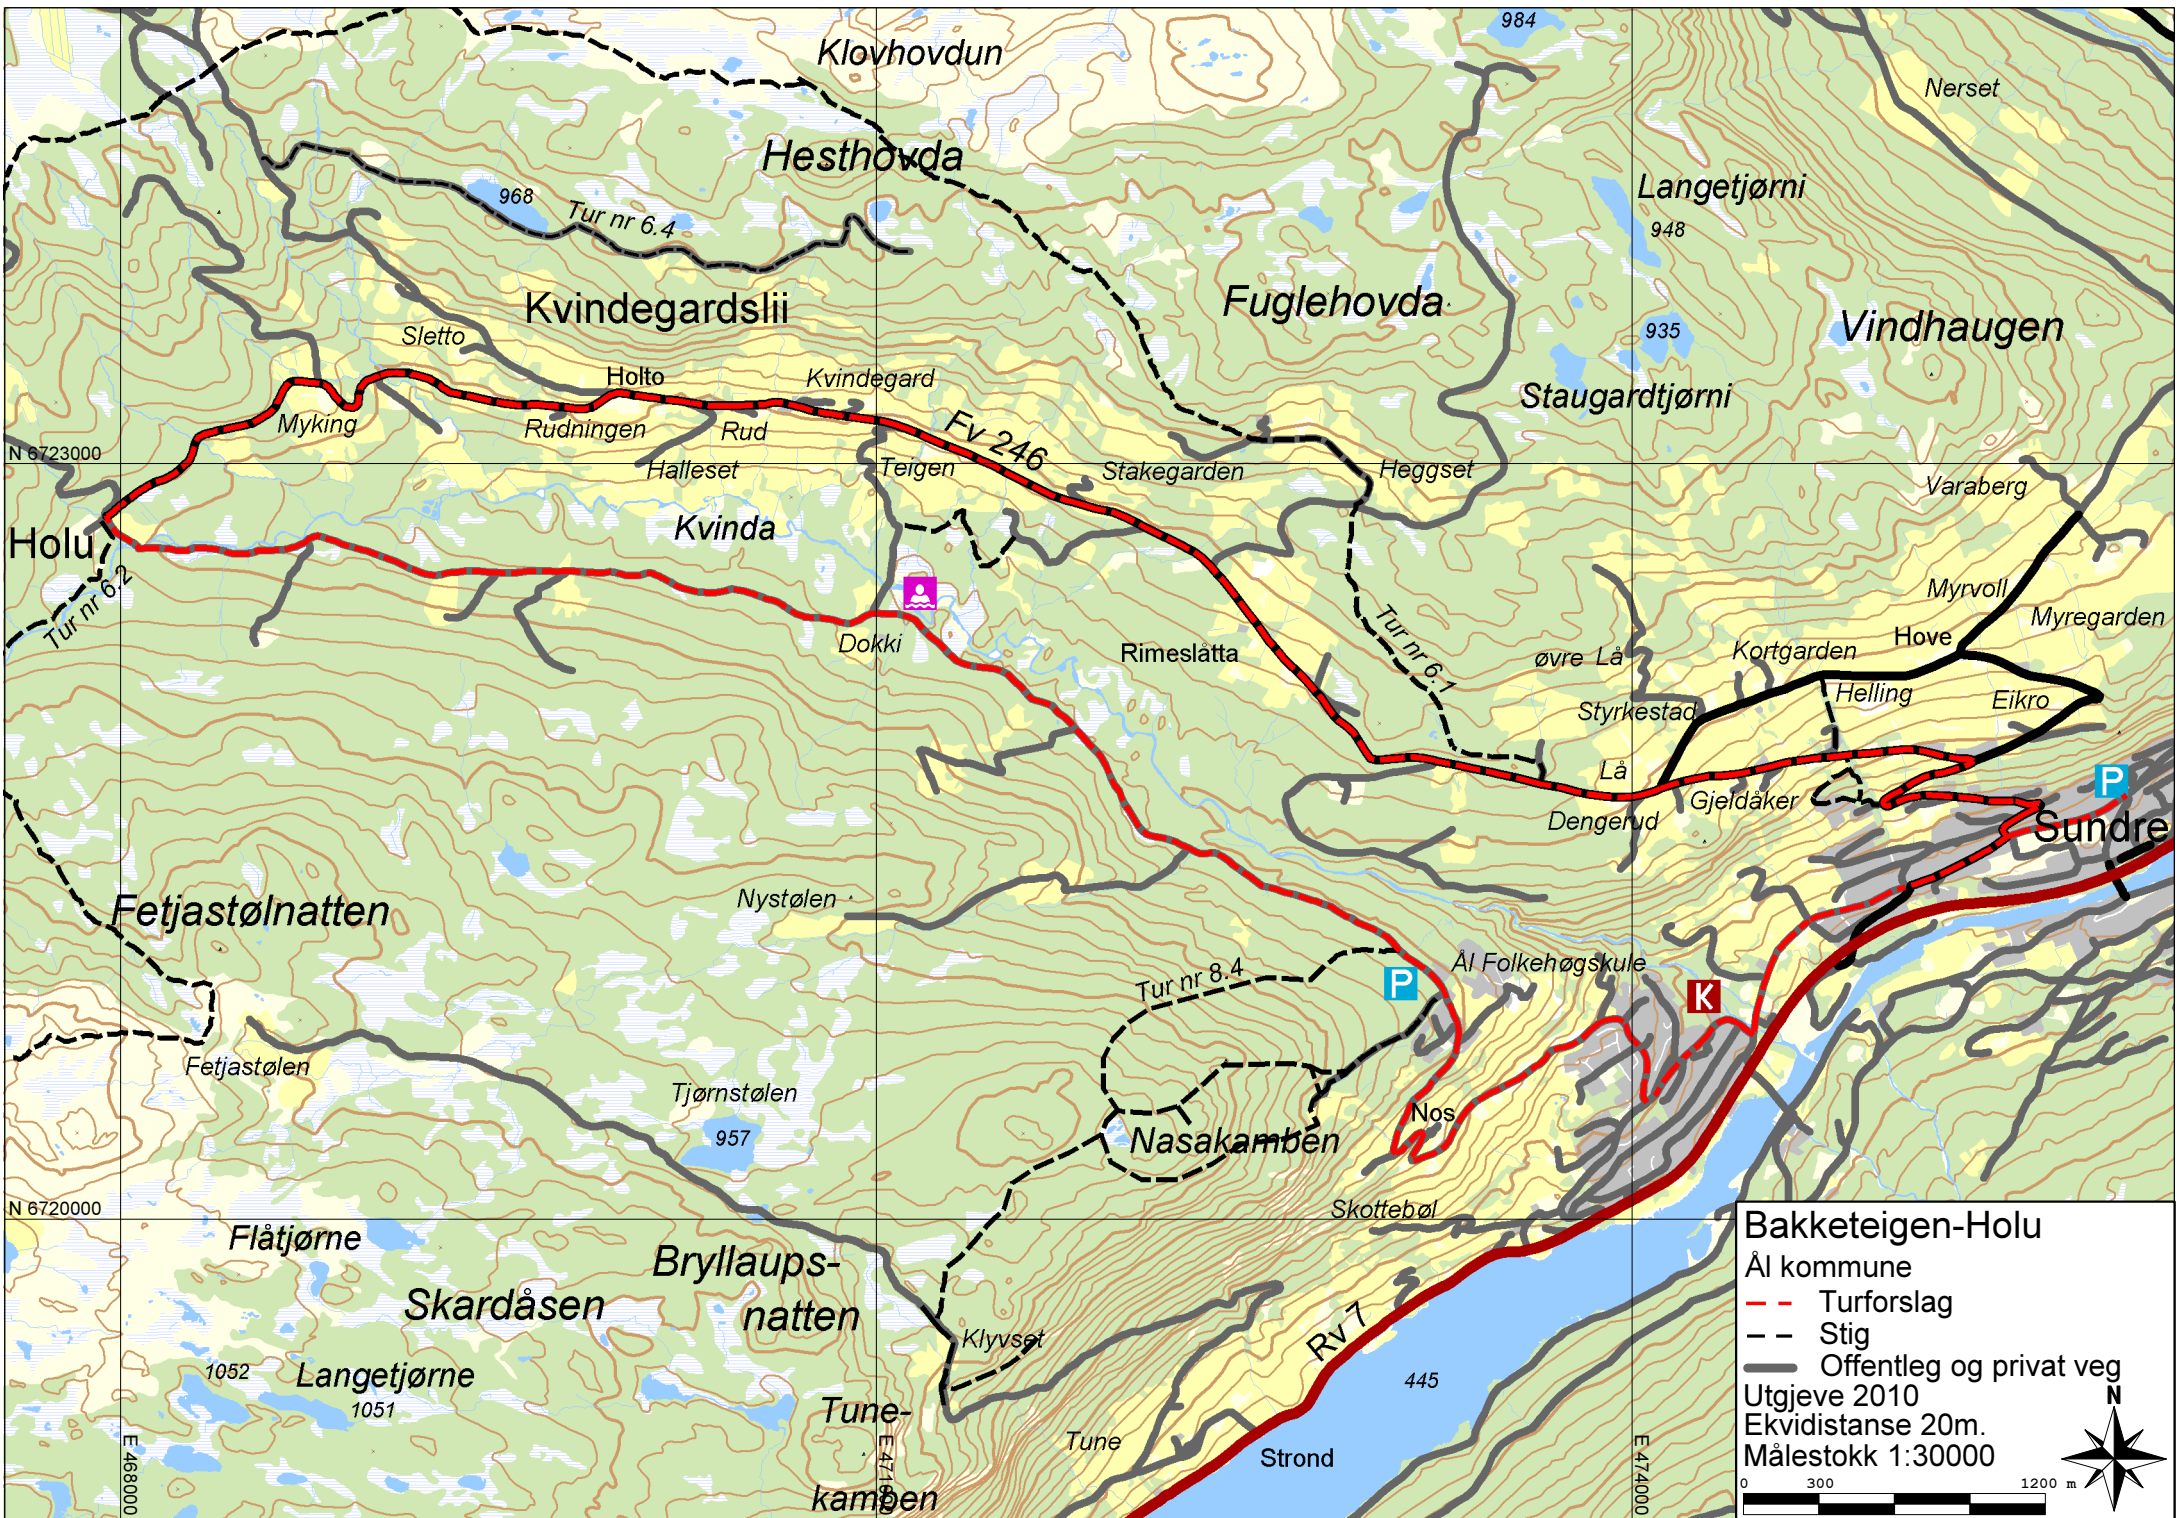 984
Klovhovdun
Nerset
Hesthovda
Langetjørni
968
Tur nr 6.4
948
Kvindegardslii
Fuglehovda
935
Vindhaugen
Sletto
Holto
Kvindegard
Staugardtjørni
Myking
Rudningen
Rud
Fv 246
N 6723000
Halleset
Teigen
Stakegarden
Heggset
Varaberg
Holu
Kvinda
Tur nr 6.2
Myrvoll
Myregarden
Dokki
Rimeslåtta
Tur nr 6.1
øvre Lå
Kortgarden
Hove
Styrkestad
Helling
Eikro
Lå
Gjeldåker
P
Dengerud
Sundre
Nystølen
Fetjastølnatten
Tur nr 8.4
P
Ål Folkehøgskule
K
Fetjastølen
Tjørnstølen
957
Nasakamben
Nos
N 6720000
Skottebøl
Flåtjørne
Bryllaups-
natten
Skardåsen
Klyvset
Rv 7
1052
Langetjørne
1051
445
Tune-
kamben
Tune
Strond
E 468000
E 471000
E 474000
Bakketeigen-Holu
Ål kommune
Turforslag
Stig
Offentleg og privat veg
Utgjeve 2010
Ekvidistanse 20m.
Målestokk 1:30000
N
0 300 1200 m